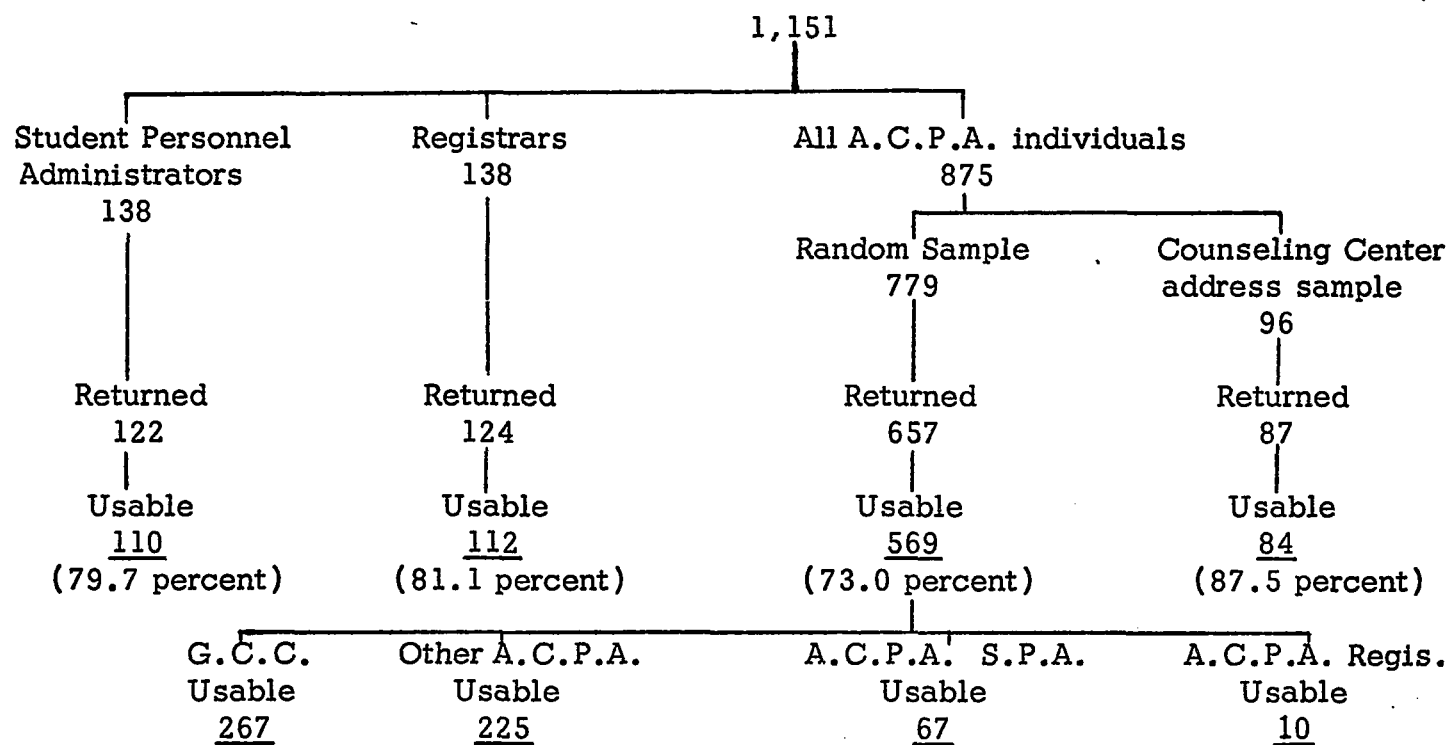 1,151
Student Personnel Registrars All A.C.P.A. individuals
Administrators 138 875
138
Random Sample Counseling Center
779 address sample
96
Returned Returned Returned Returned
122 124 657 87
Usable Usable Usable Usable
110 112 569 84
(79.7 percent) (81.1 percent) (73.0 percent) (87.5 percent)
G.C.C. Other A.C.P.A. A.C.P.A. S.P.A. A.C.P.A. Regis.
Usable Usable Usable Usable
267 225 67 10